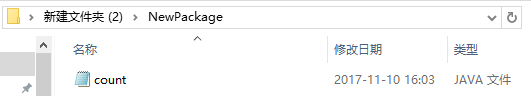 新建文件夹 (2) > NewPackage
名称 修改日期 类型
count 2017-11-10 16:03 JAVA 文件